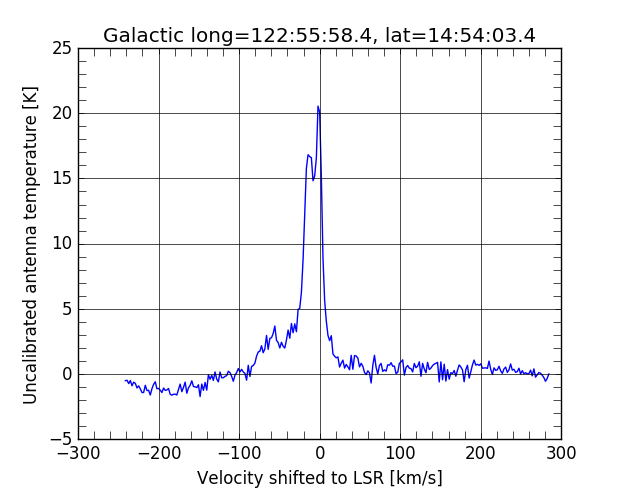 Galactic long=122:55:58.4, lat=14:54:03.4
25
20
15
10
5
0
−5
Uncalibrated antenna temperature [K]
−300 −200 −100 0 100 200 300
Velocity shifted to LSR [km/s]